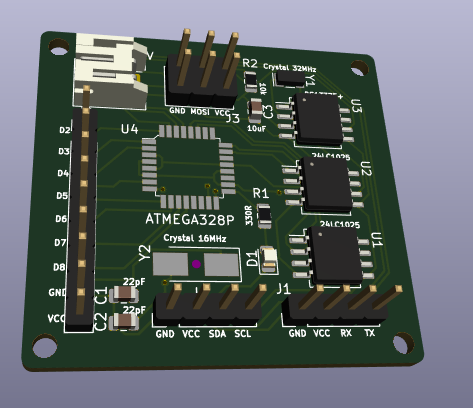 V
R2
Crystal 32MHz
Y1
10K
C3
U3
GND MOSI VCC
J3
10uF
D2
U4
24LC1025
D3
U2
D4
D5
R1
ATMEGA328P
330R
24LC1025
D6
Crystal 16MHz
U1
D7
Y2
D1
D8
22pF
J1
GND
C1
22pF
VCC
C2
GND VCC SDA SCL
GND VCC RX TX